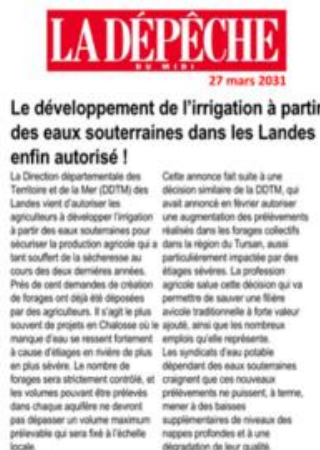 LA DÉPÊCHE
DU MIDI
27 mars 2031
Le développement de l'irrigation à partir
des eaux souterraines dans les Landes
enfin autorisé !
La Direction départementale des
Territoire et de la Mer (DDTM) des
Landes vient d'autoriser les
agriculteurs à développer l'irrigation
à partir des eaux souterraines pour
sécuriser la production agricole qui a
tant souffert de la sécheresse au
cours des deux dernières années.
Près de cent demandes de création
de forages ont déjà été déposées
par des agriculteurs. Il s'agit le plus
souvent de projets en Chalosse où le
manque d'eau se ressent fortement
à cause d'étiages en rivière de plus
en plus sévère. Le nombre de
forages sera strictement contrôlé, et
les volumes pouvant être prélevés
dans chaque aquifère ne devront
pas dépasser un volume maximum
prélevable qui sera fixé à l'échelle
locale.
Cette annonce fait suite à une
décision similaire de la DDTM, qui
avait annoncé en février autoriser
une augmentation des prélèvements
réalisés dans les forages collectifs
dans la région du Tursan, aussi
particulièrement impactée par des
étiages sévères. La profession
agricole salue cette décision qui va
permettre de sauver une filière
avicole traditionnelle à forte valeur
ajouté, ainsi que les nombreux
emplois qu'elle représente.
Les syndicats d'eau potable
dépendant des eaux souterraines
craignent que ces nouveaux
prélèvements ne puissent, à terme,
mener à des baisses
supplémentaires de niveaux des
nappes profondes et à une
dégradation de leur qualité.